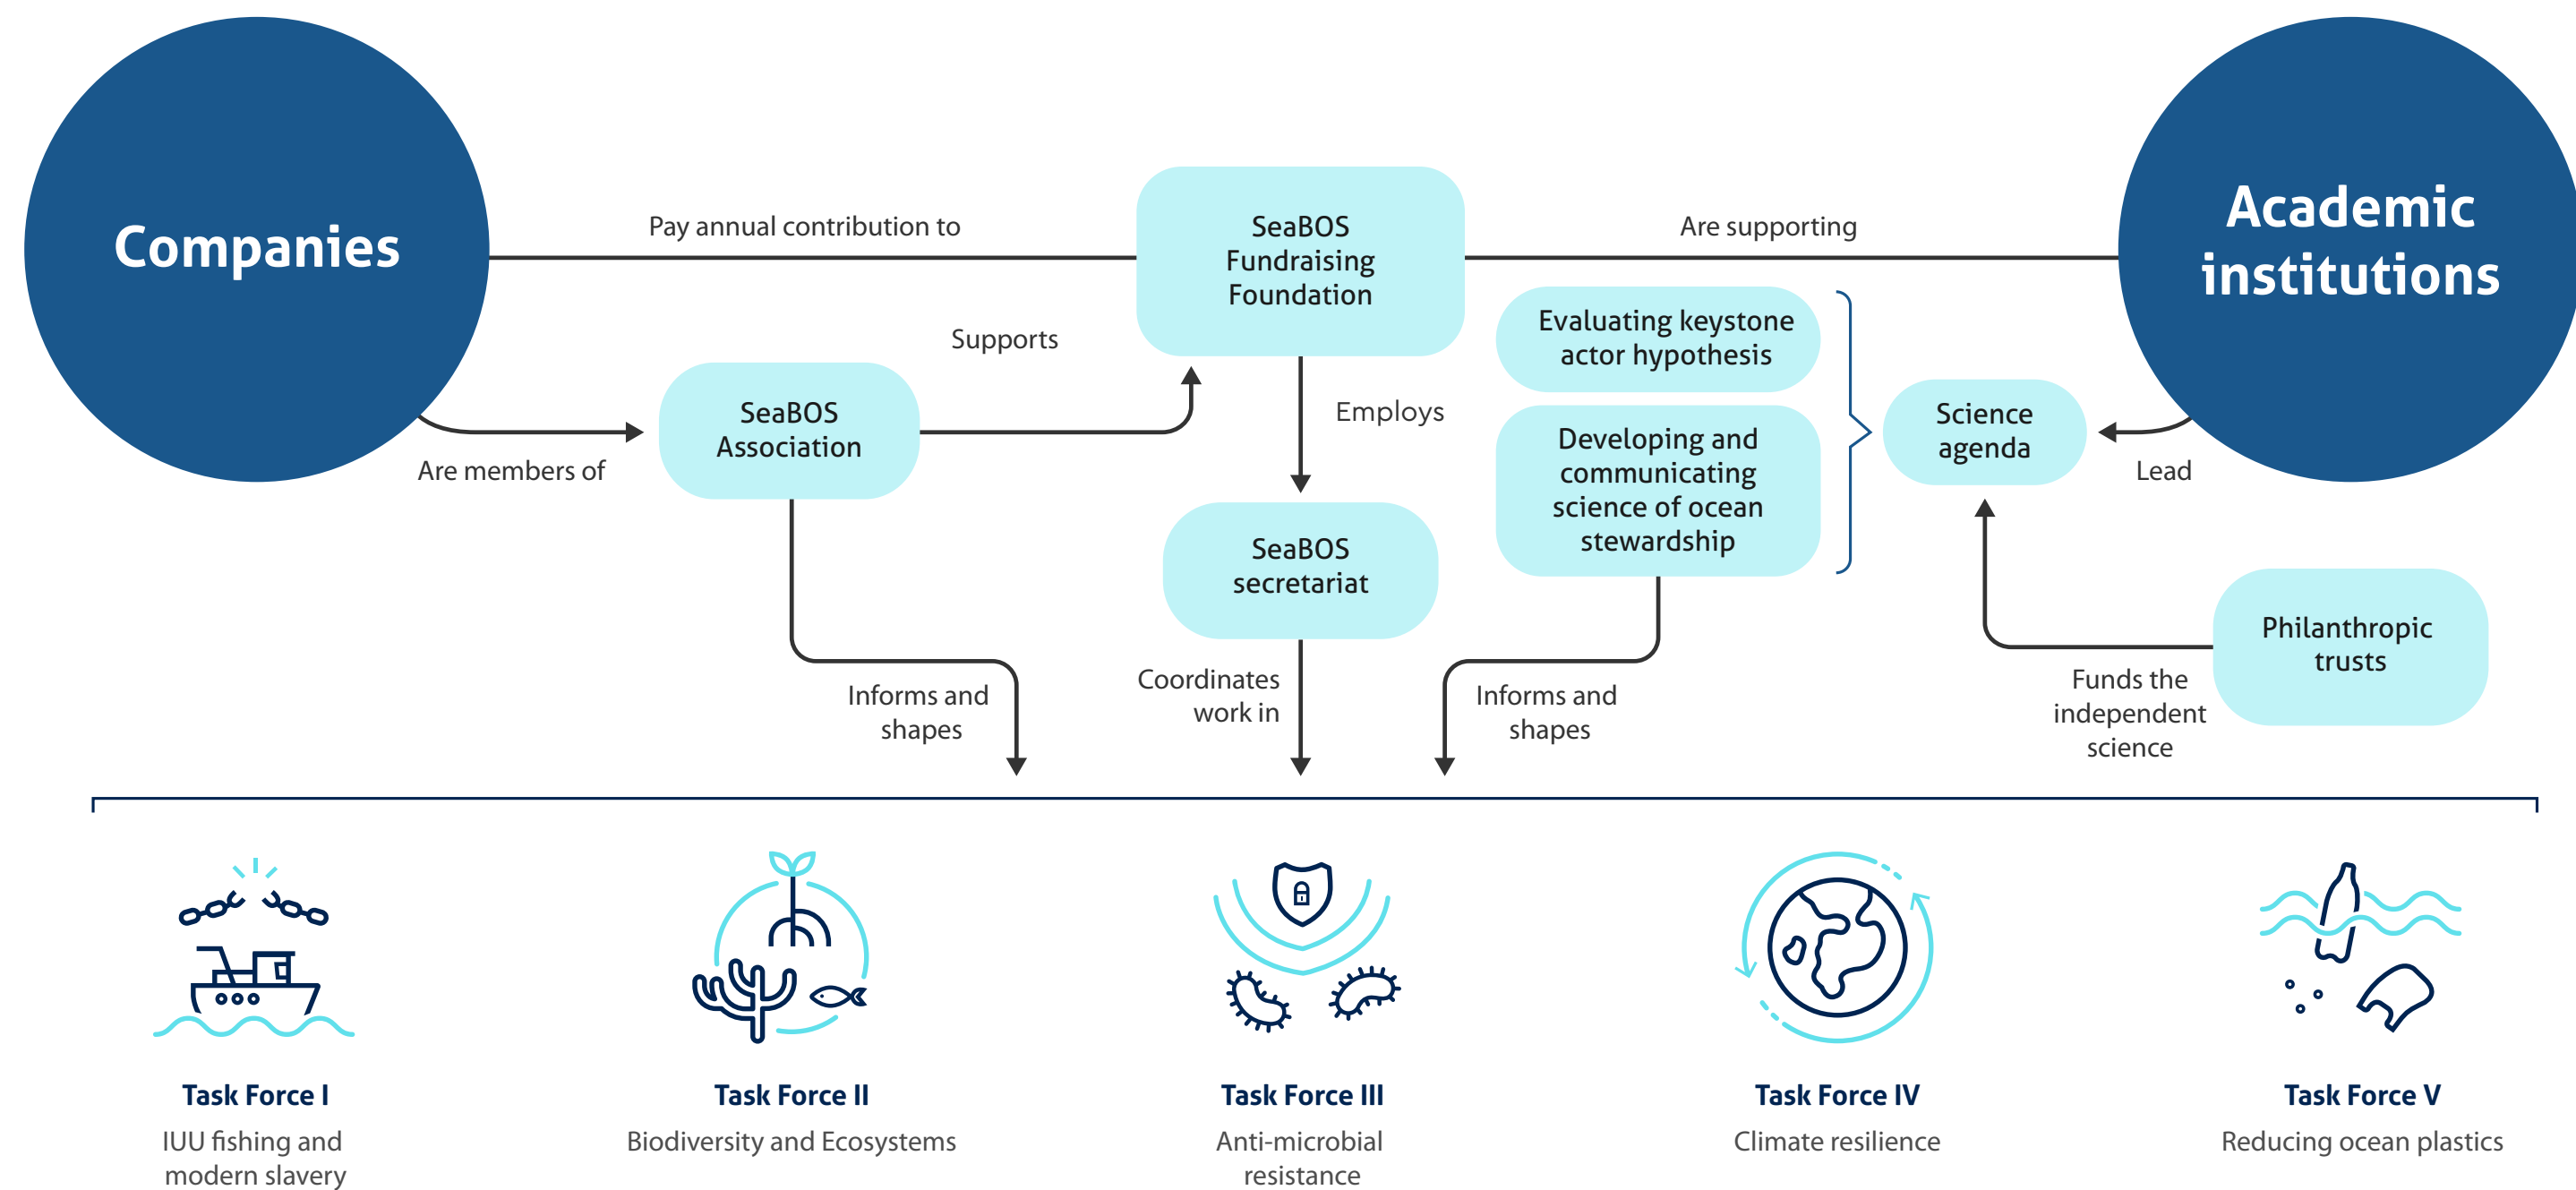 Companies
Academic
institutions
Pay annual contribution to
SeaBOS
Fundraising
Foundation
Are supporting
Supports
Evaluating keystone
actor hypothesis
SeaBOS
Association
Employs
Developing and
communicating
science of ocean
stewardship
Science
agenda
Are members of
Lead
SeaBOS
secretariat
Philanthropic
trusts
Informs and
shapes
Coordinates
work in
Informs and
shapes
Funds the
independent
science
Task Force I
IUU fishing and
modern slavery
Task Force II
Biodiversity and Ecosystems
Task Force III
Anti-microbial
resistance
Task Force IV
Climate resilience
Task Force V
Reducing ocean plastics